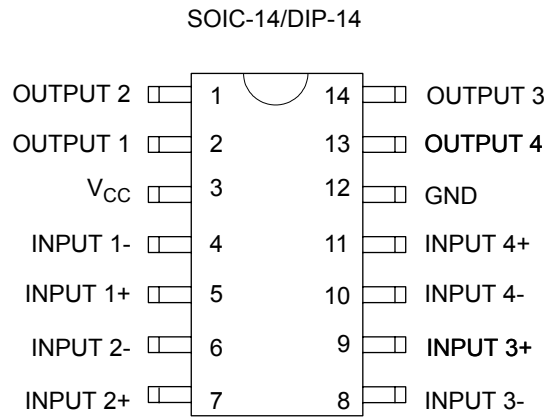 SOIC-14/DIP-14
OUTPUT 2 1 14 OUTPUT 3
OUTPUT 1 2 13 OUTPUT 4
VCC 3 12 GND
INPUT 1- 4 11 INPUT 4+
INPUT 1+ 5 10 INPUT 4-
INPUT 2- 6 9 INPUT 3+
INPUT 2+ 7 8 INPUT 3-